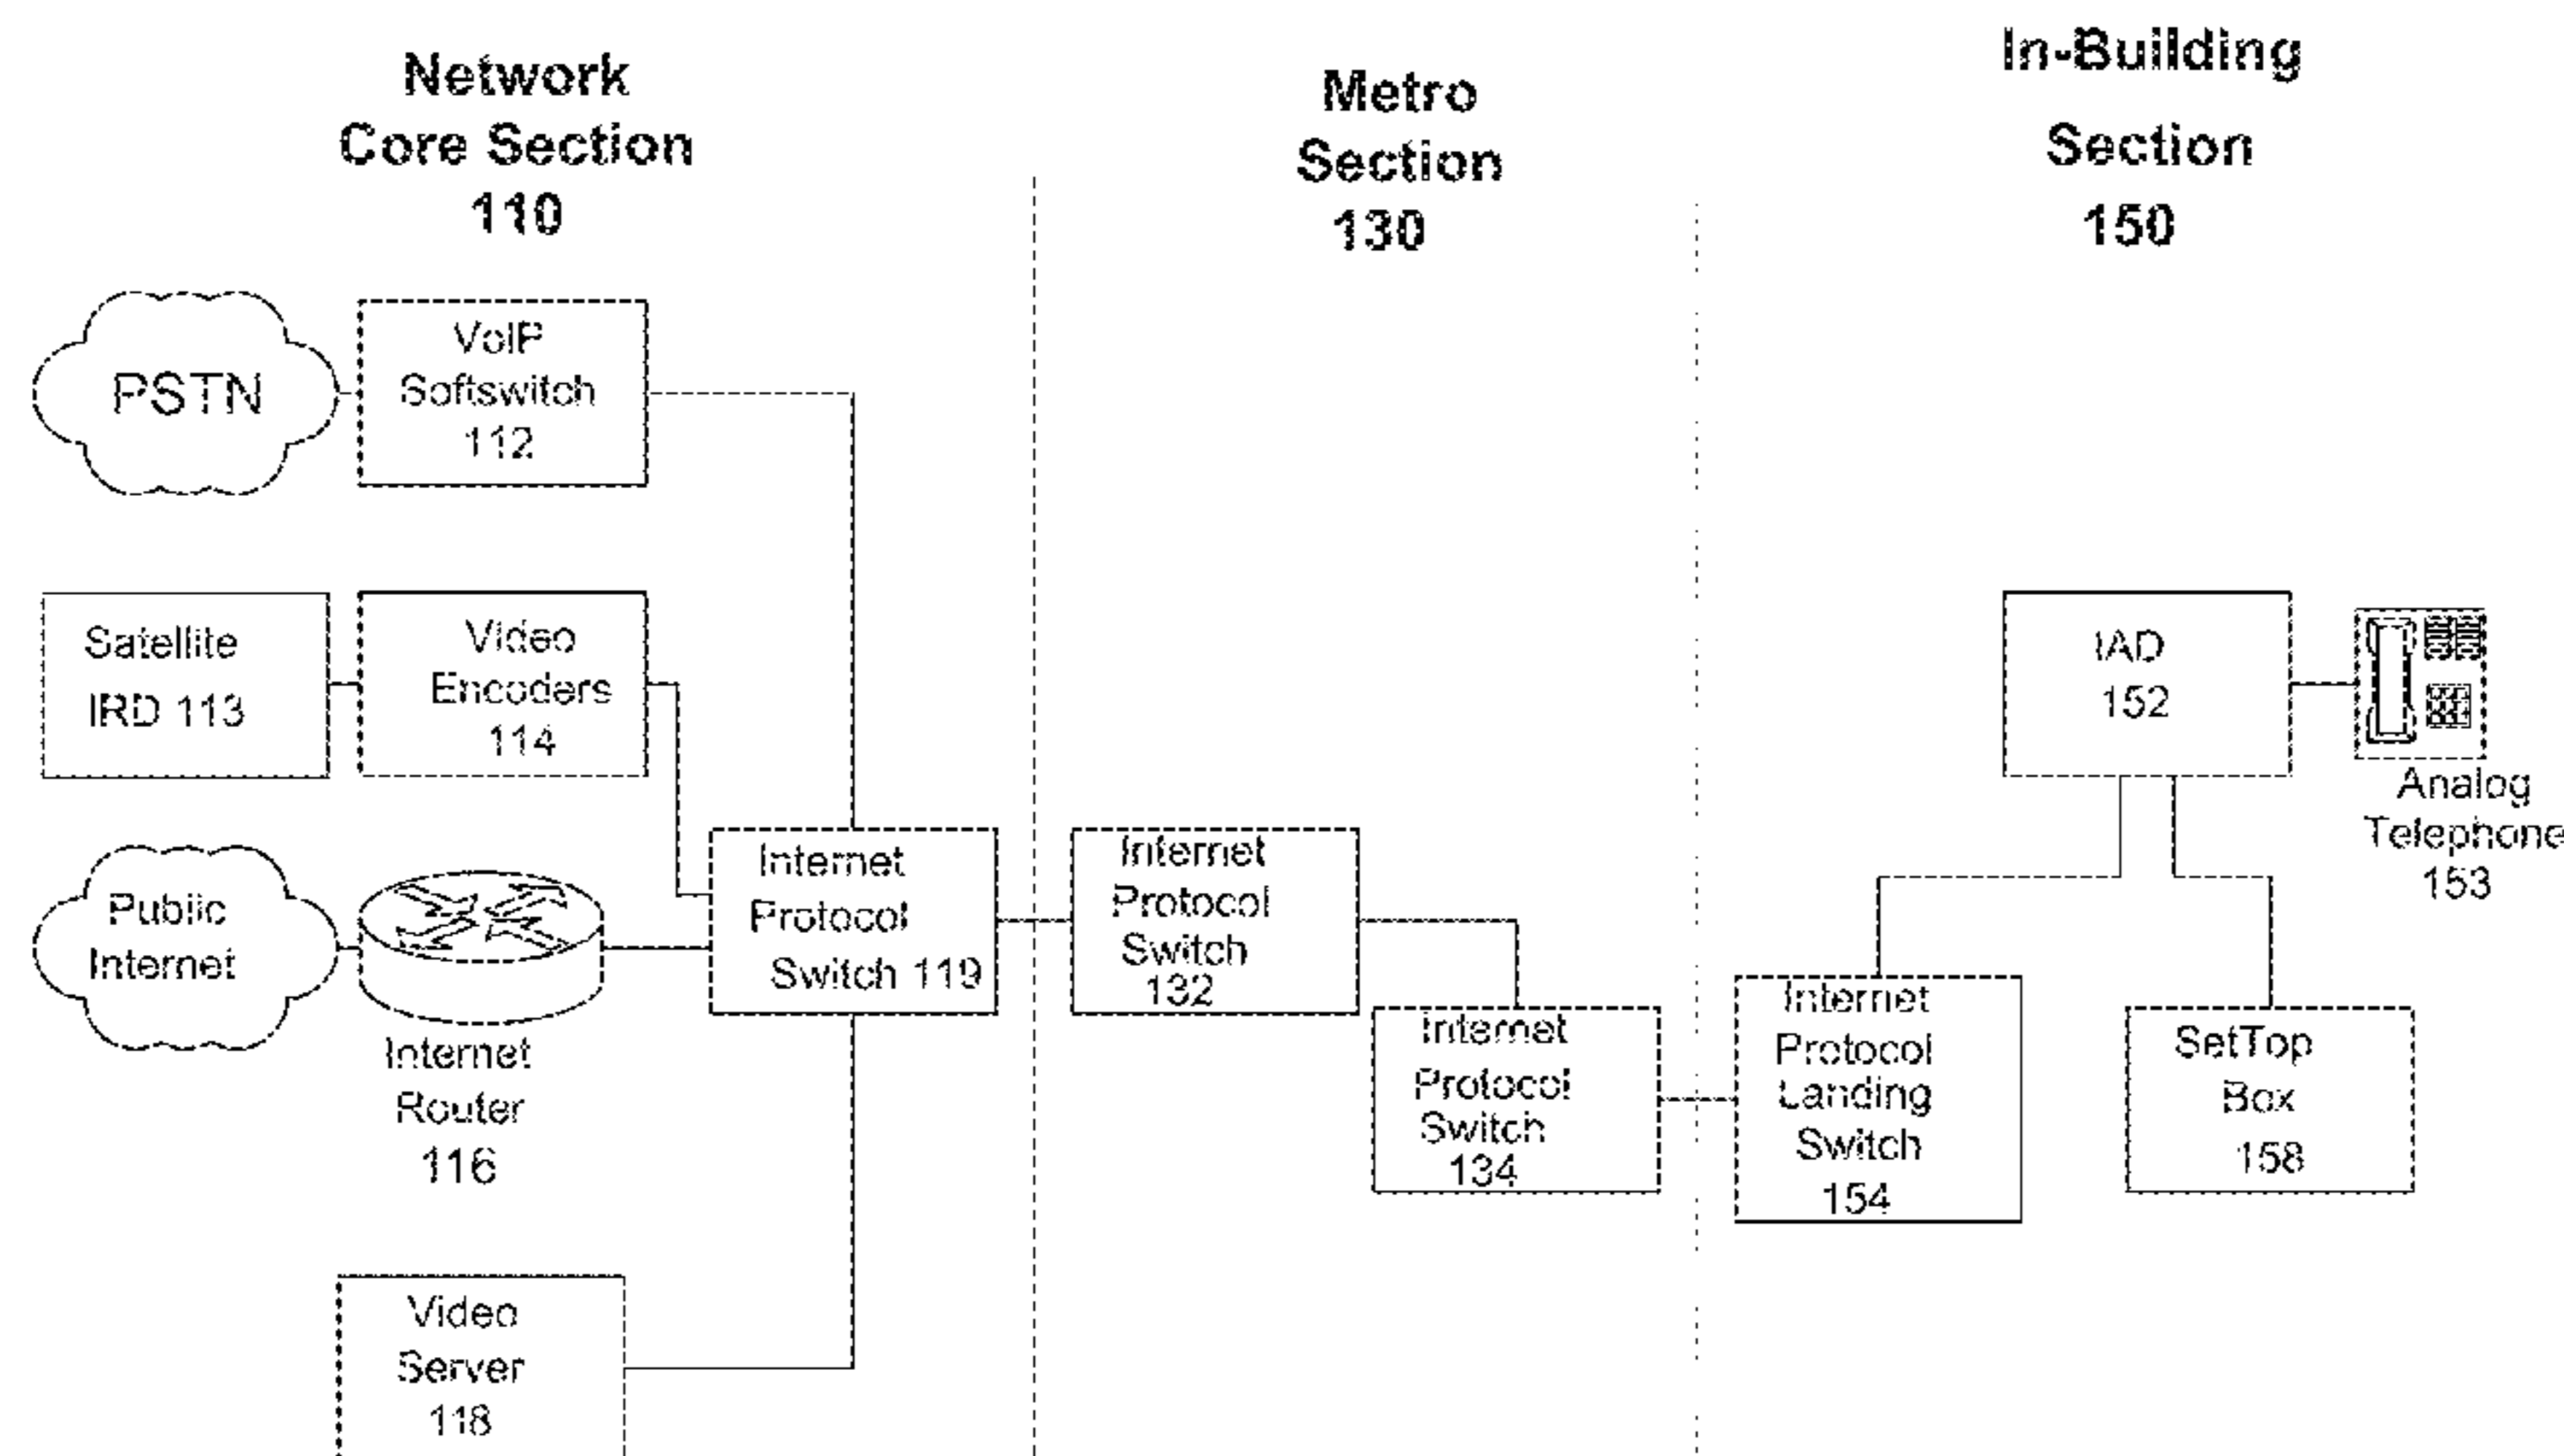 Network
Core Section
110
Metro
Section
130
In-Building
Section
150
PSTN
VoIP
Softswitch
112
Satellite
IRD 113
Video
Encoders
114
Public
Internet
Internet
Router
116
Internet
Protocol
Switch 119
Video
Server
118
Internet
Protocol
Switch
132
Internet
Protocol
Switch
134
Internet
Protocol
Landing
Switch
154
IAD
152
Analog
Telephone
153
SetTop
Box
158